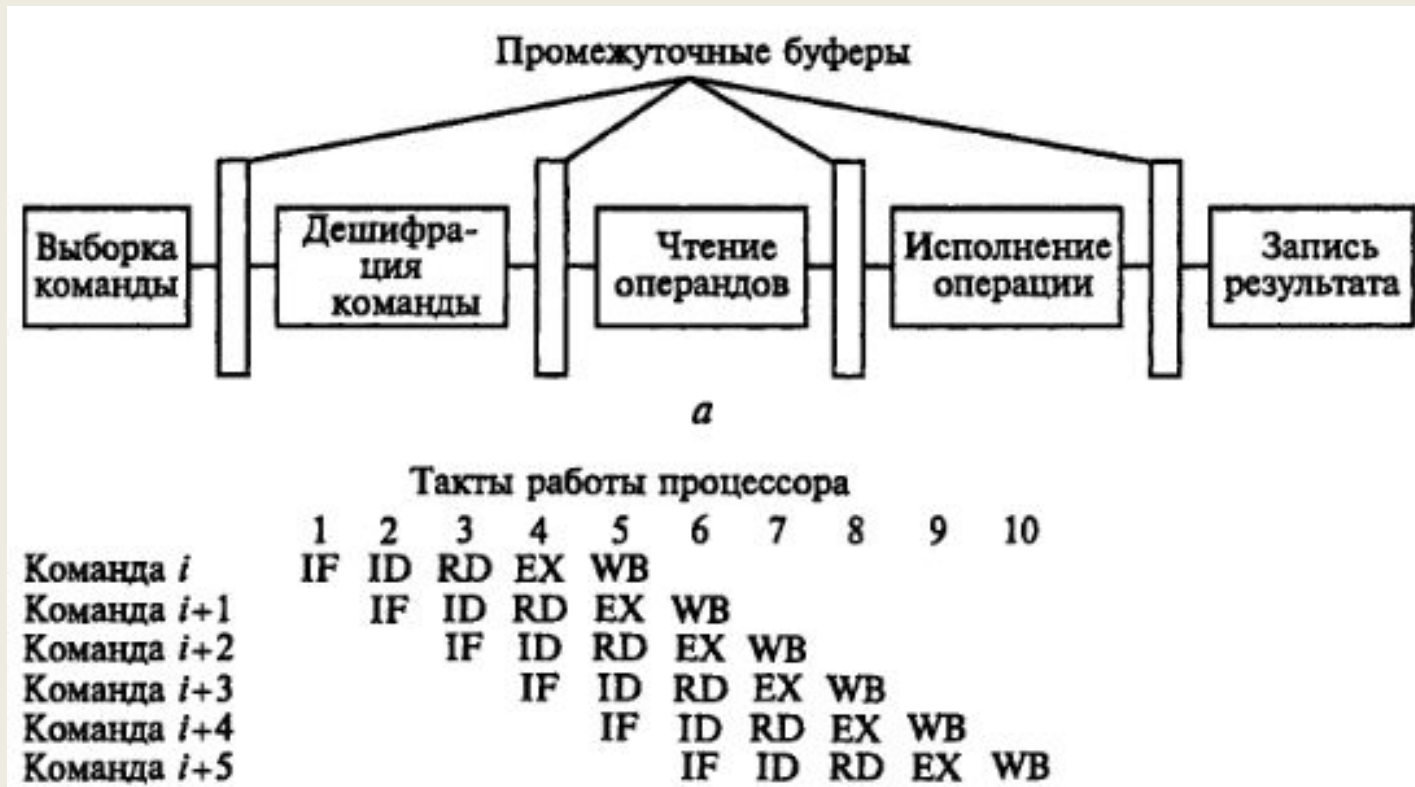 Промежуточные буферы
Выборка
команды
Дешифра-
ция
команды
Чтение
операндов
Исполнение
операции
Запись
результата
а
Такты работы процессора
1 2 3 4 5 6 7 8 9 10
Команда i IF ID RD EX WB
Команда i+1 IF ID RD EX WB
Команда i+2 IF ID RD EX WB
Команда i+3 IF ID RD EX WB
Команда i+4 IF ID RD EX WB
Команда i+5 IF ID RD EX WB